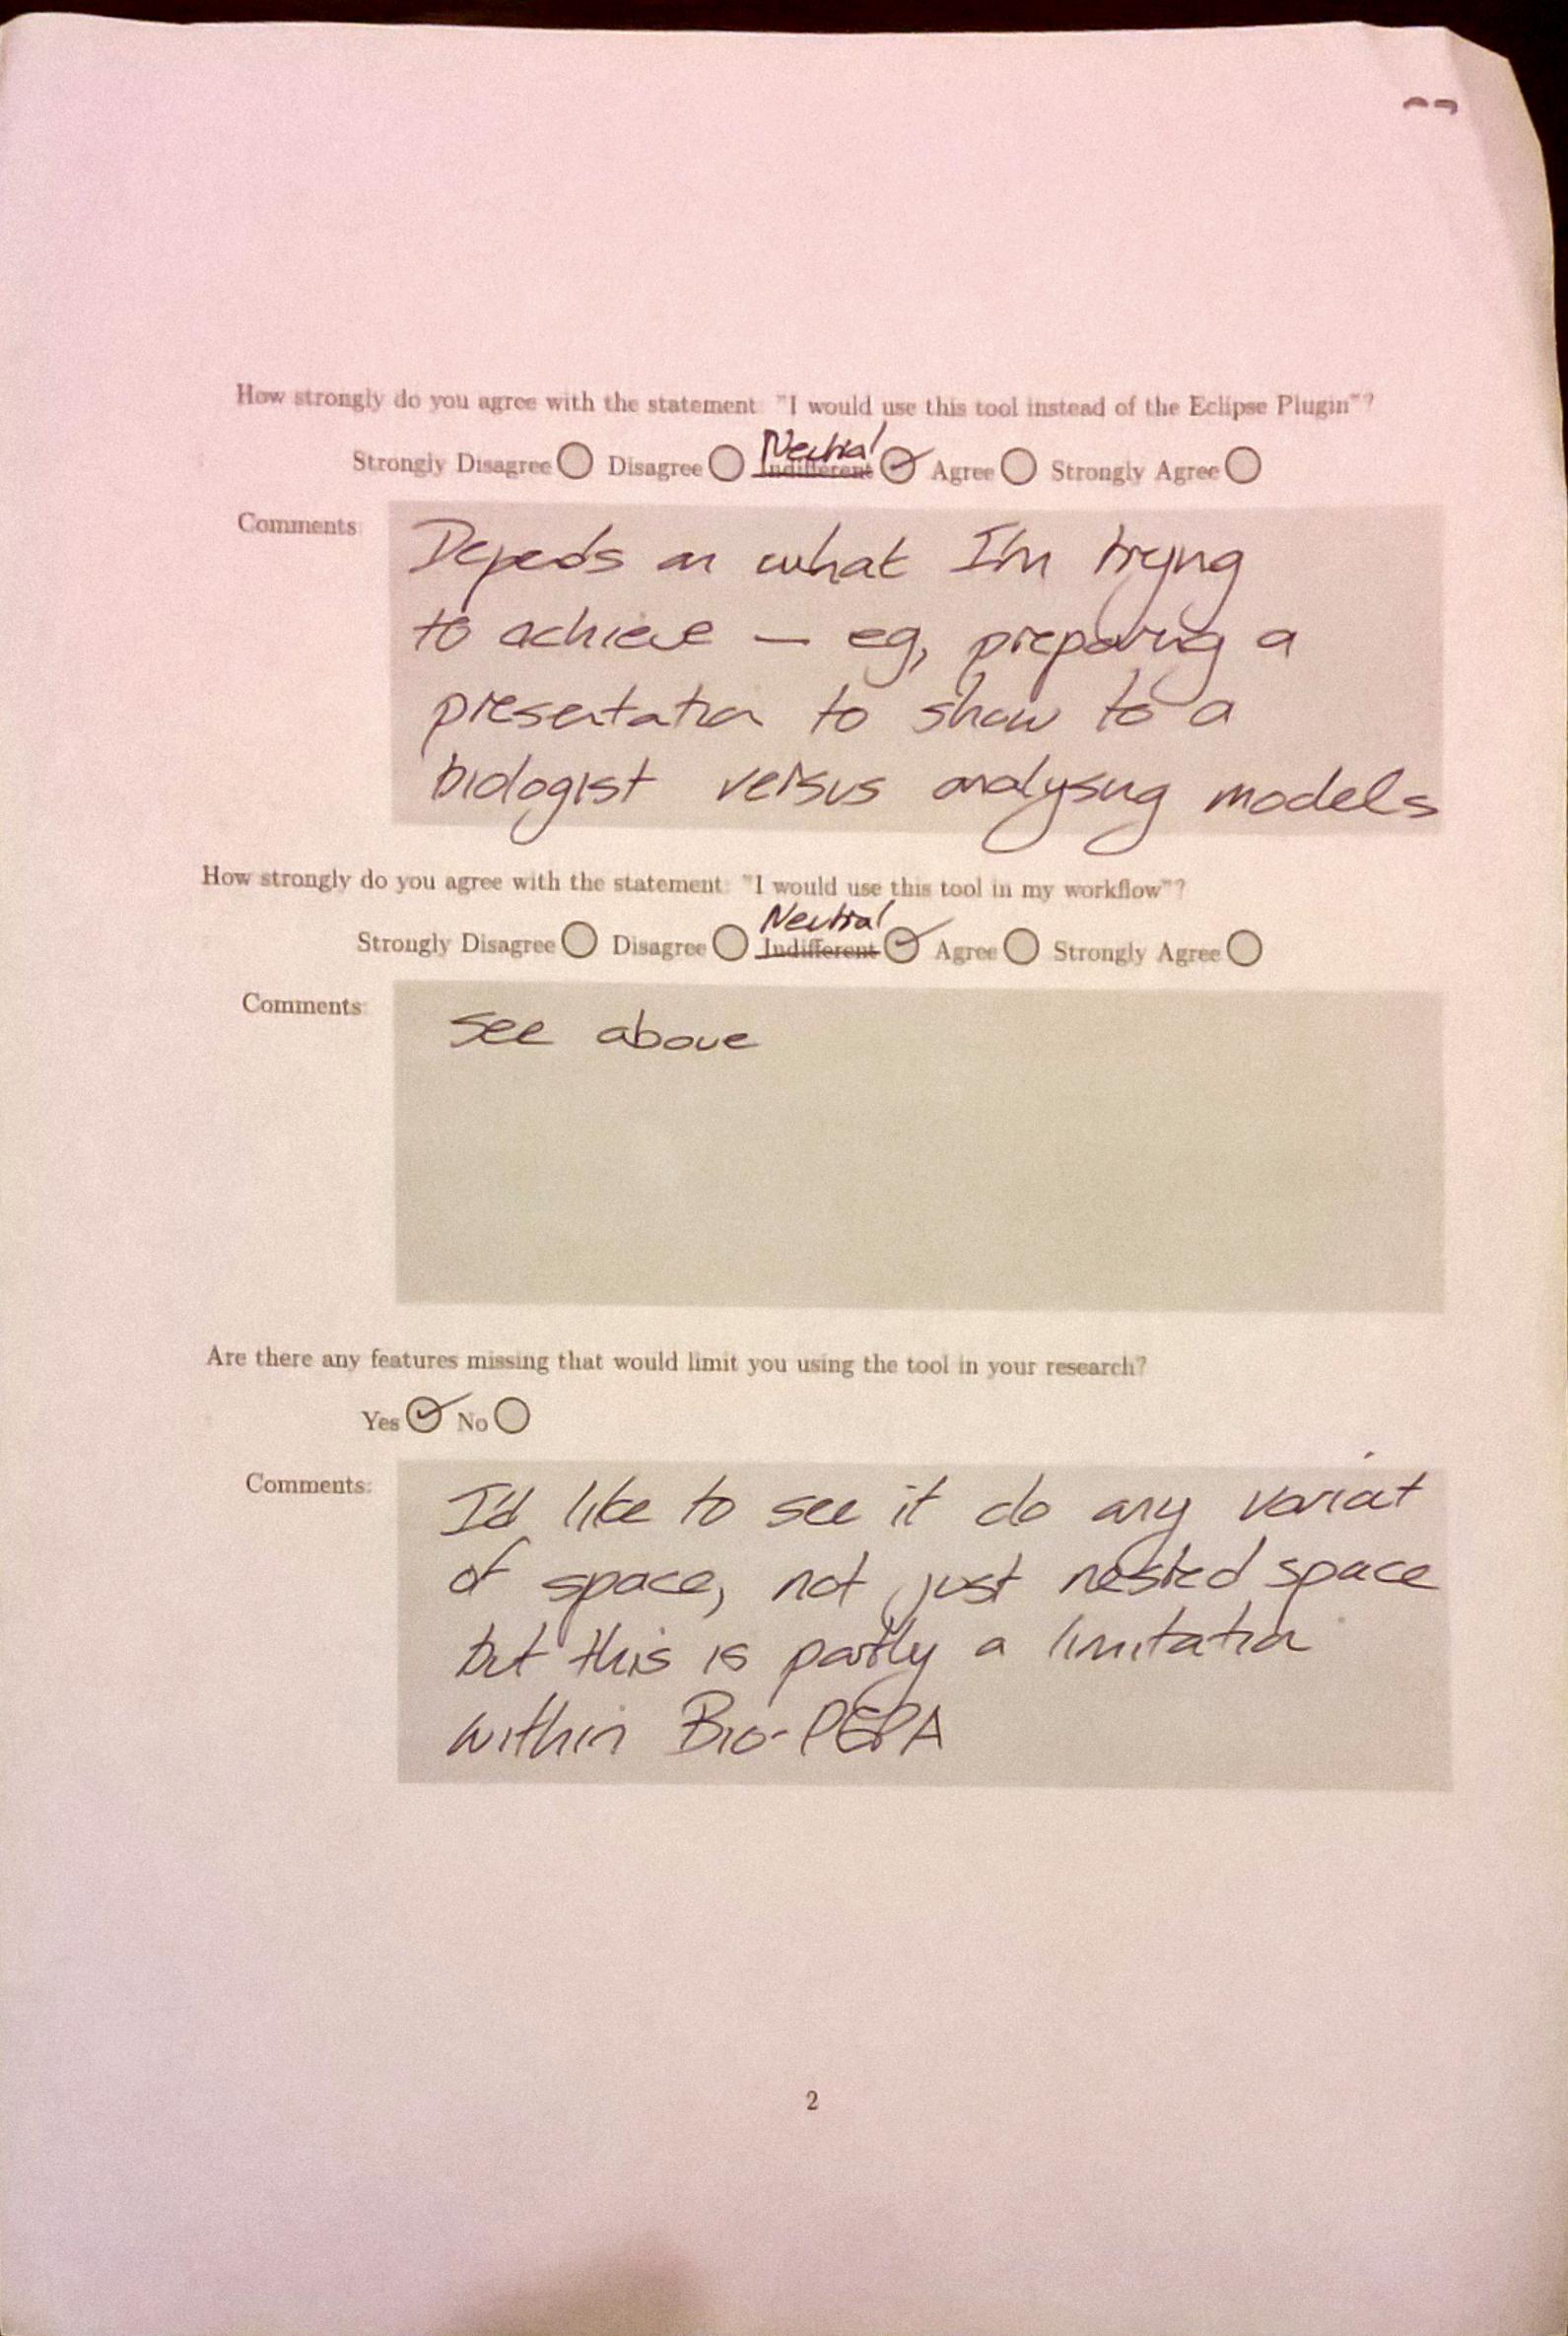 How strongly do you agree with the statement: "I would use this tool instead of the Eclipse Plugin"?
Neutral
Strongly Disagree Disagree Indifferent Agree Strongly Agree
Comments:
Depends on what I'm trying
to achieve — eg, preparing a
presentation to show to a
biologist versus analysing models
How strongly do you agree with the statement: "I would use this tool in my workflow"?
Neutral
Strongly Disagree Disagree Indifferent Agree Strongly Agree
Comments:
see above
Are there any features missing that would limit you using the tool in your research?
Yes No
Comments:
I'd like to see it do any variant
of space, not just nested space
but this is partly a limitation
within Bio-PEPA
2